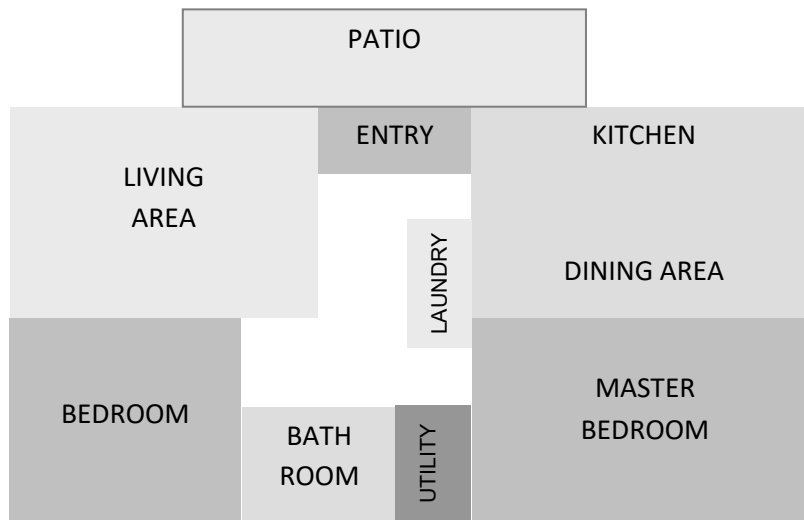 PATIO
ENTRY
KITCHEN
LIVING
AREA
LAUNDRY
DINING AREA
BEDROOM
BATH
ROOM
UTILITY
MASTER
BEDROOM